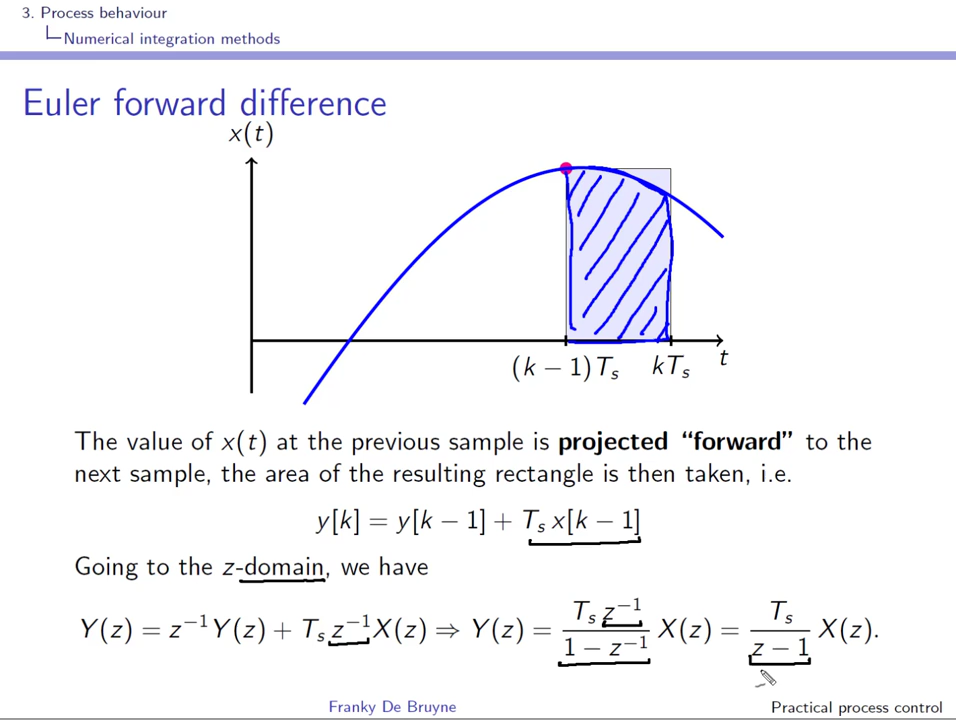 3. Process behaviour
Numerical integration methods
Euler forward difference
x(t)
(k − 1)Ts kTs t
The value of x(t) at the previous sample is projected “forward” to the
next sample, the area of the resulting rectangle is then taken, i.e.
y[k] = y[k − 1] + Ts x[k − 1]
Going to the z-domain, we have
Y(z) = z⁻¹Y(z) + Ts z⁻¹X(z) ⇒ Y(z) = Ts z⁻¹ / 1 − z⁻¹ X(z) = Ts / z − 1 X(z).
Franky De Bruyne Practical process control